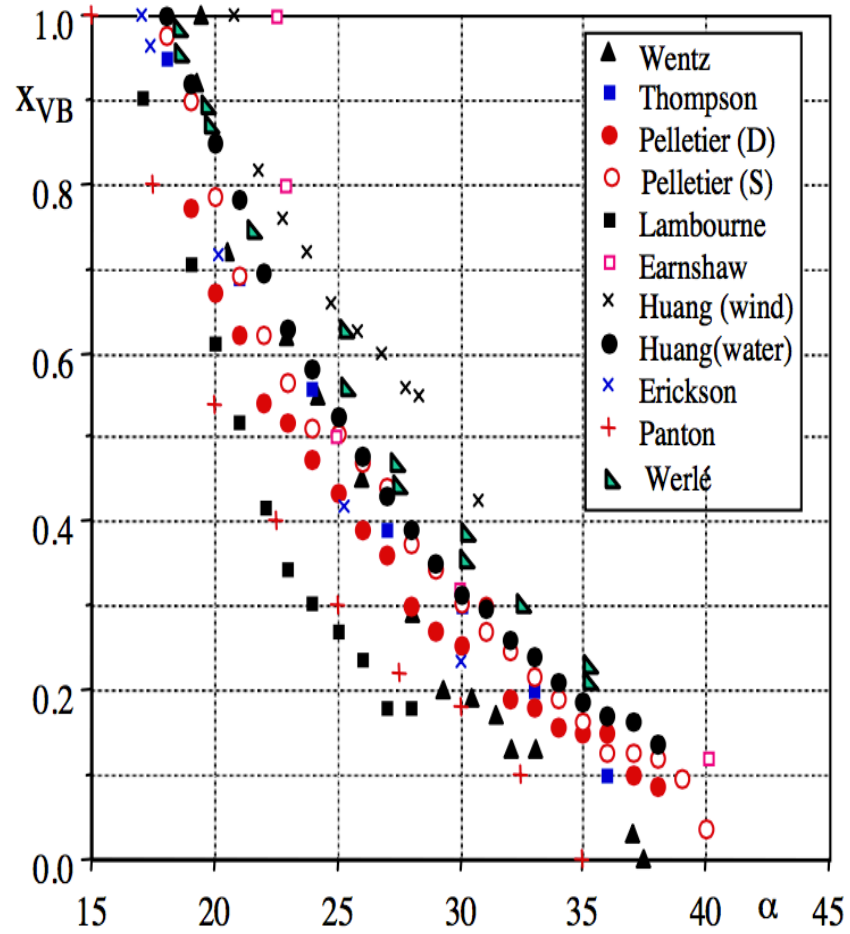 1.0
X_VB
0.8
0.6
0.4
0.2
0.0
Wentz
Thompson
Pelletier (D)
Pelletier (S)
Lambourne
Earnshaw
Huang (wind)
Huang(water)
Erickson
Panton
Werlé
15 20 25 30 35 40 α 45